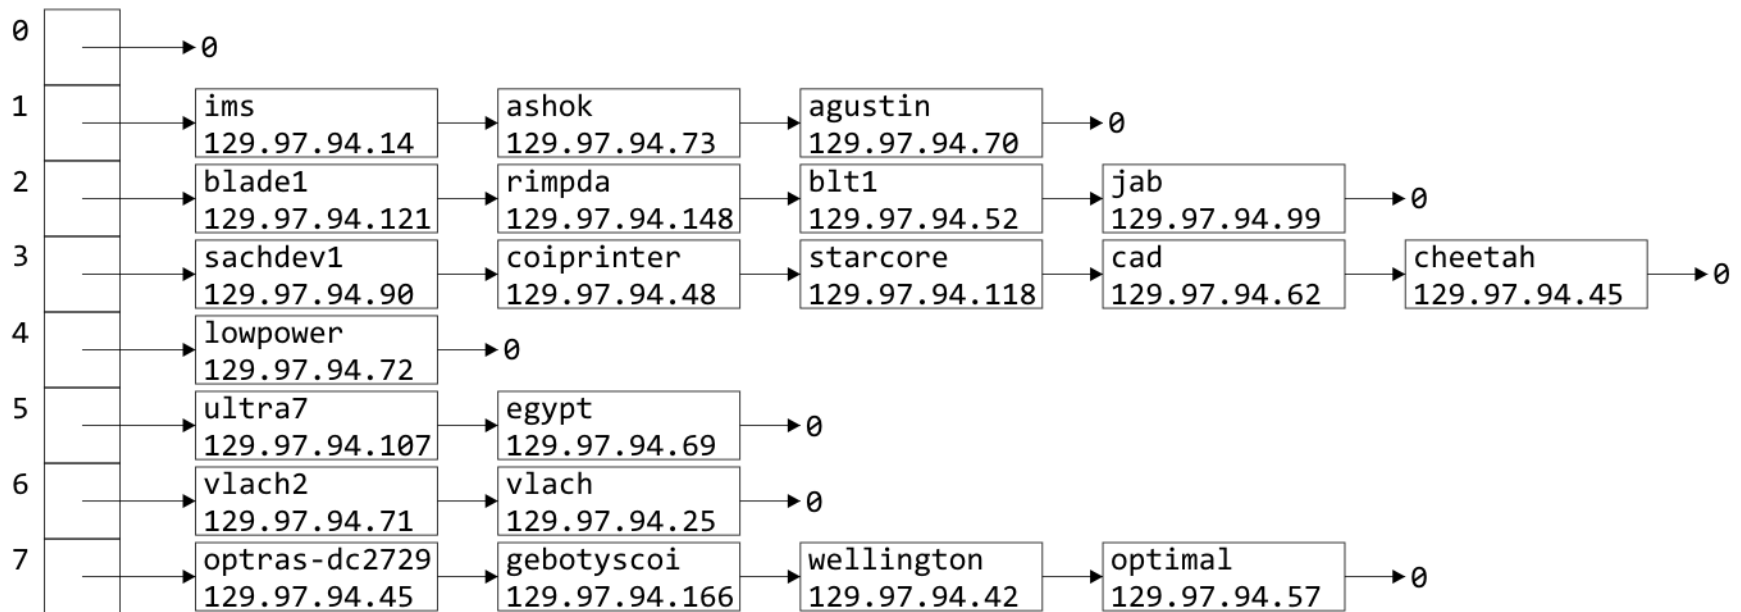 0
0
1
ims
129.97.94.14
ashok
129.97.94.73
agustin
129.97.94.70
0
2
blade1
129.97.94.121
rimpda
129.97.94.148
blt1
129.97.94.52
jab
129.97.94.99
0
3
sachdev1
129.97.94.90
coiprinter
129.97.94.48
starcore
129.97.94.118
cad
129.97.94.62
cheetah
129.97.94.45
0
4
lowpower
129.97.94.72
0
5
ultra7
129.97.94.107
egypt
129.97.94.69
0
6
vlach2
129.97.94.71
vlach
129.97.94.25
0
7
optras-dc2729
129.97.94.45
gebotyscoi
129.97.94.166
wellington
129.97.94.42
optimal
129.97.94.57
0